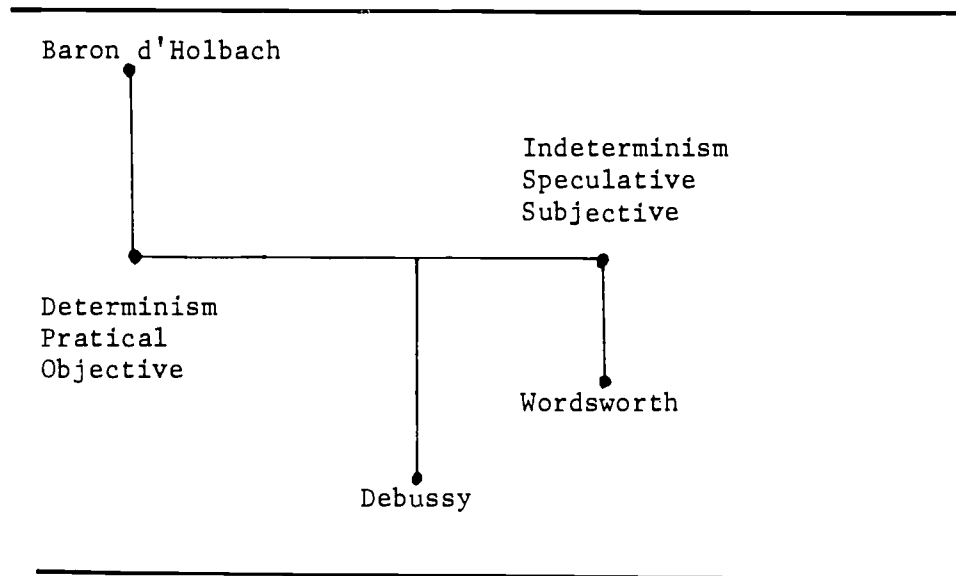 Baron d'Holbach
Indeterminism
Speculative
Subjective
Determinism
Pratical
Objective
Wordsworth
Debussy